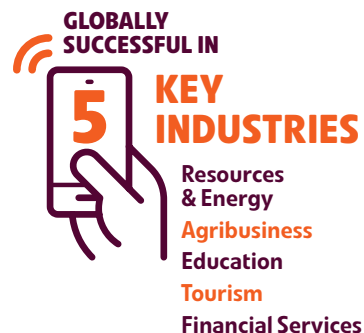 GLOBALLY
SUCCESSFUL IN
5
KEY
INDUSTRIES
Resources
& Energy
Agribusiness
Education
Tourism
Financial Services